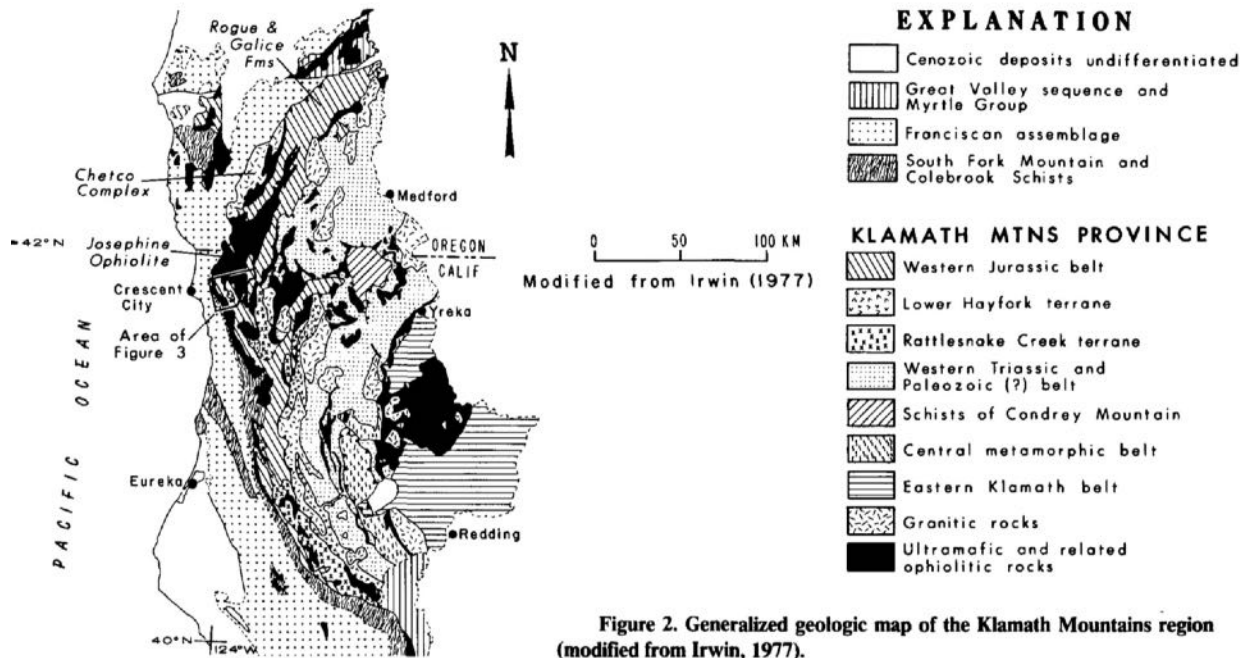 Rogue &
Galice
Fms
N
Chetco
Complex
Medford
42°N
Josephine
Ophiolite
OREGON
CALIF
Crescent
City
Area of
Figure 3
Yreka
PACIFIC OCEAN
Eureka
Redding
40°N
124°W
0 50 100 KM
Modified from Irwin (1977)
EXPLANATION
Cenozoic deposits undifferentiated
Great Valley sequence and
Myrtle Group
Franciscan assemblage
South Fork Mountain and
Colebrook Schists
KLAMATH MTNS PROVINCE
Western Jurassic belt
Lower Hayfork terrane
Rattlesnake Creek terrane
Western Triassic and
Paleozoic (?) belt
Schists of Condrey Mountain
Central metamorphic belt
Eastern Klamath belt
Granitic rocks
Ultramafic and related
ophiolitic rocks
Figure 2. Generalized geologic map of the Klamath Mountains region
(modified from Irwin, 1977).